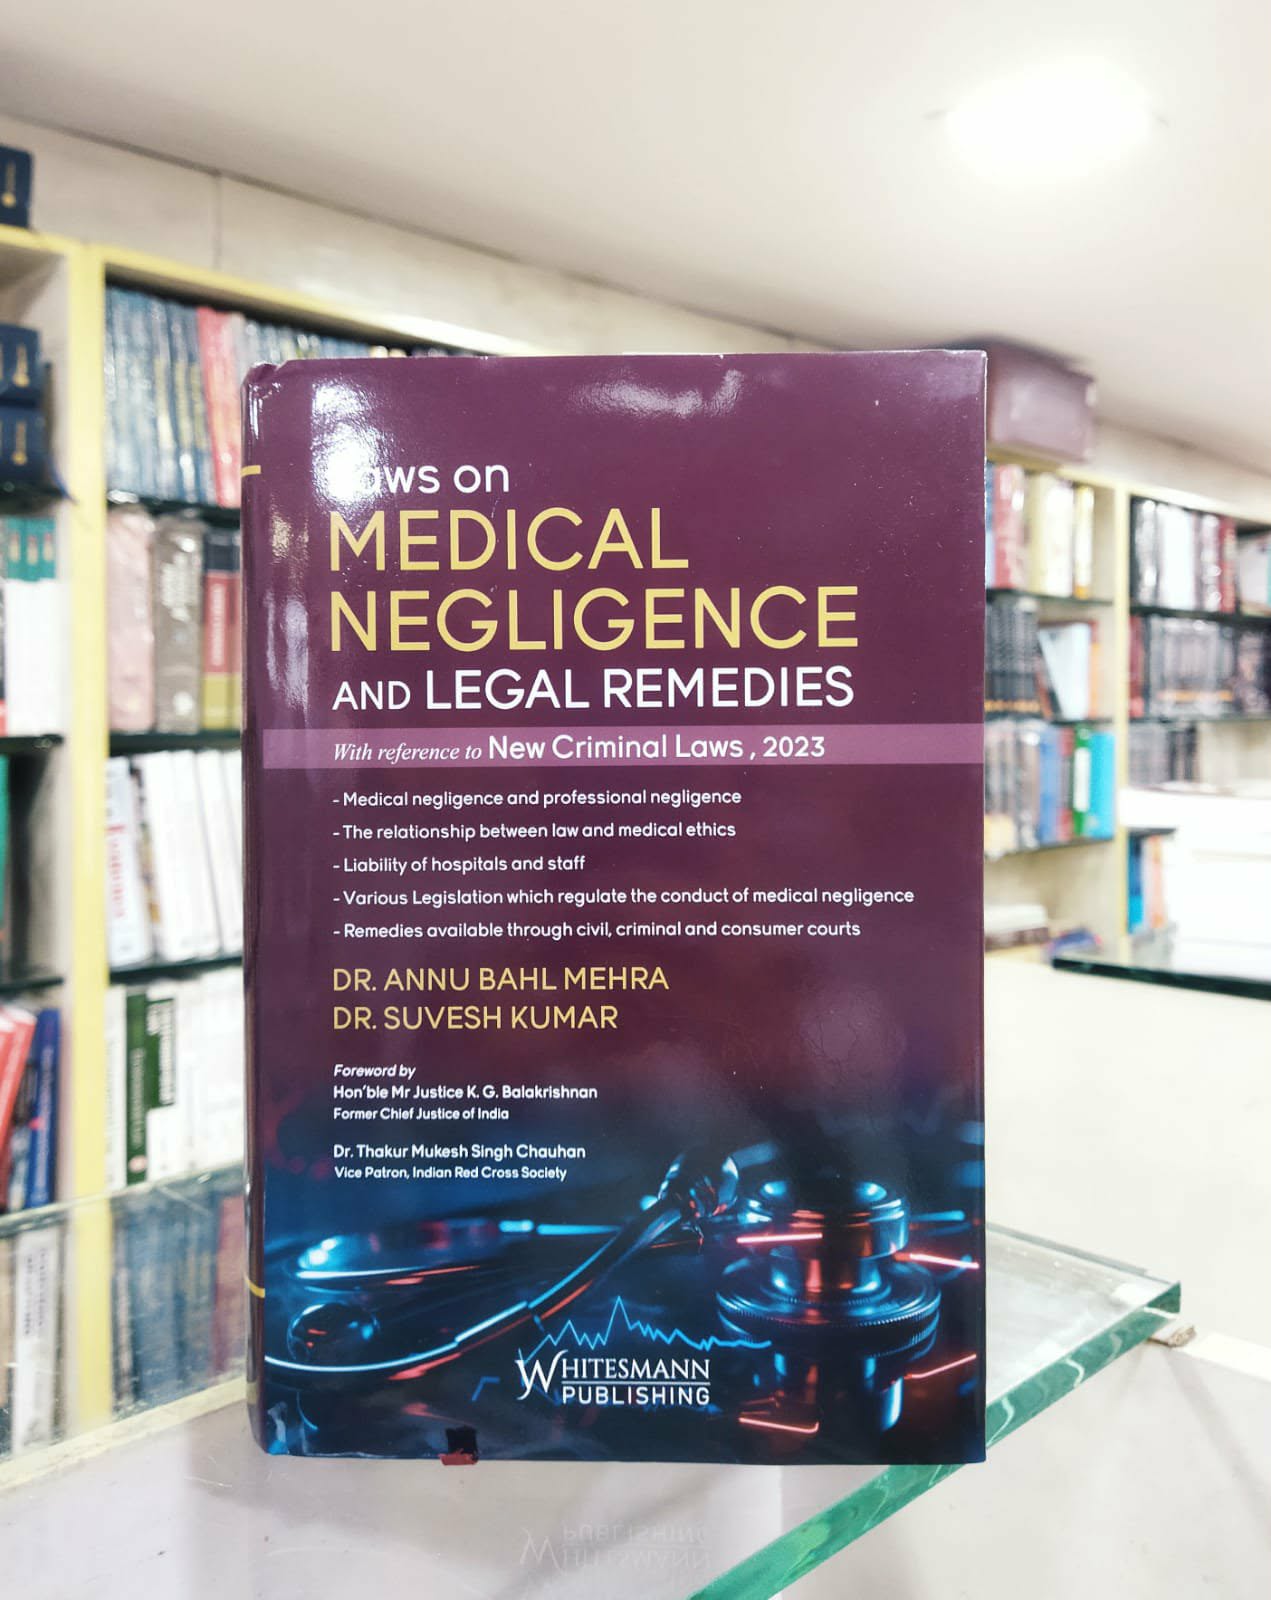 Laws on
MEDICAL
NEGLIGENCE
AND LEGAL REMEDIES
With reference to New Criminal Laws , 2023
- Medical negligence and professional negligence
- The relationship between law and medical ethics
- Liability of hospitals and staff
- Various Legislation which regulate the conduct of medical negligence
- Remedies available through civil, criminal and consumer courts
DR. ANNU BAHL MEHRA
DR. SUVESH KUMAR
Foreword by
Hon'ble Mr Justice K. G. Balakrishnan
Former Chief Justice of India
Dr. Thakur Mukesh Singh Chauhan
Vice Patron, Indian Red Cross Society
WHITESMANN
PUBLISHING